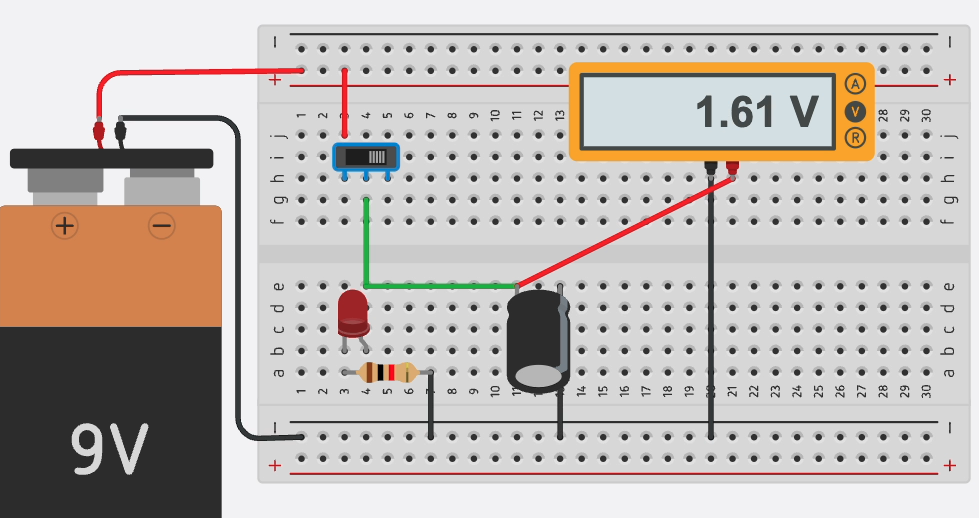 − −
+ +
1 2 3 4 5 6 7 8 9 10 11 12 13 28 29 30
1.61 V
A
V
R
j j
i i
h h
g g
f f
+ −
e e
d d
c c
b b
a a
1 2 3 4 5 6 7 8 9 10 11 14 15 16 17 18 19 20 21 22 23 24 25 26 27 28 29 30
9V
− −
+ +